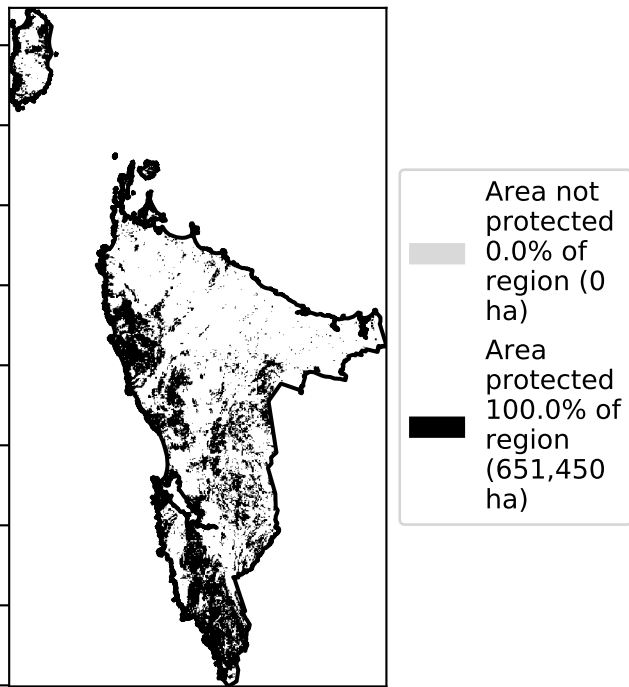 Area not
protected
0.0% of
region (0
ha)
Area
protected
100.0% of
region
(651,450
ha)